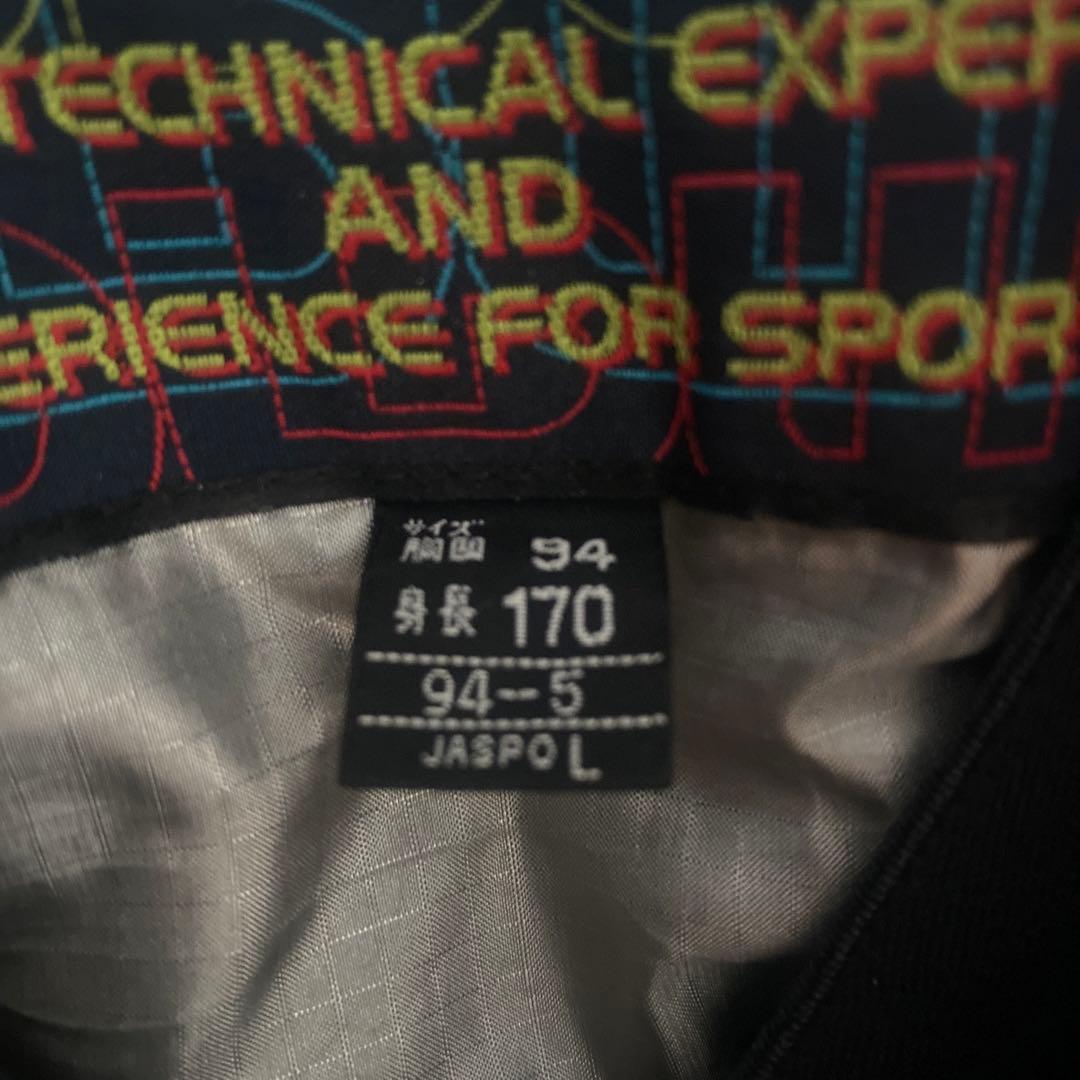 TECHNICAL EXPER
AND
ERIENCE FOR SPOR
サイズ
胸囲 94
身長 170
94-5
JASPO L